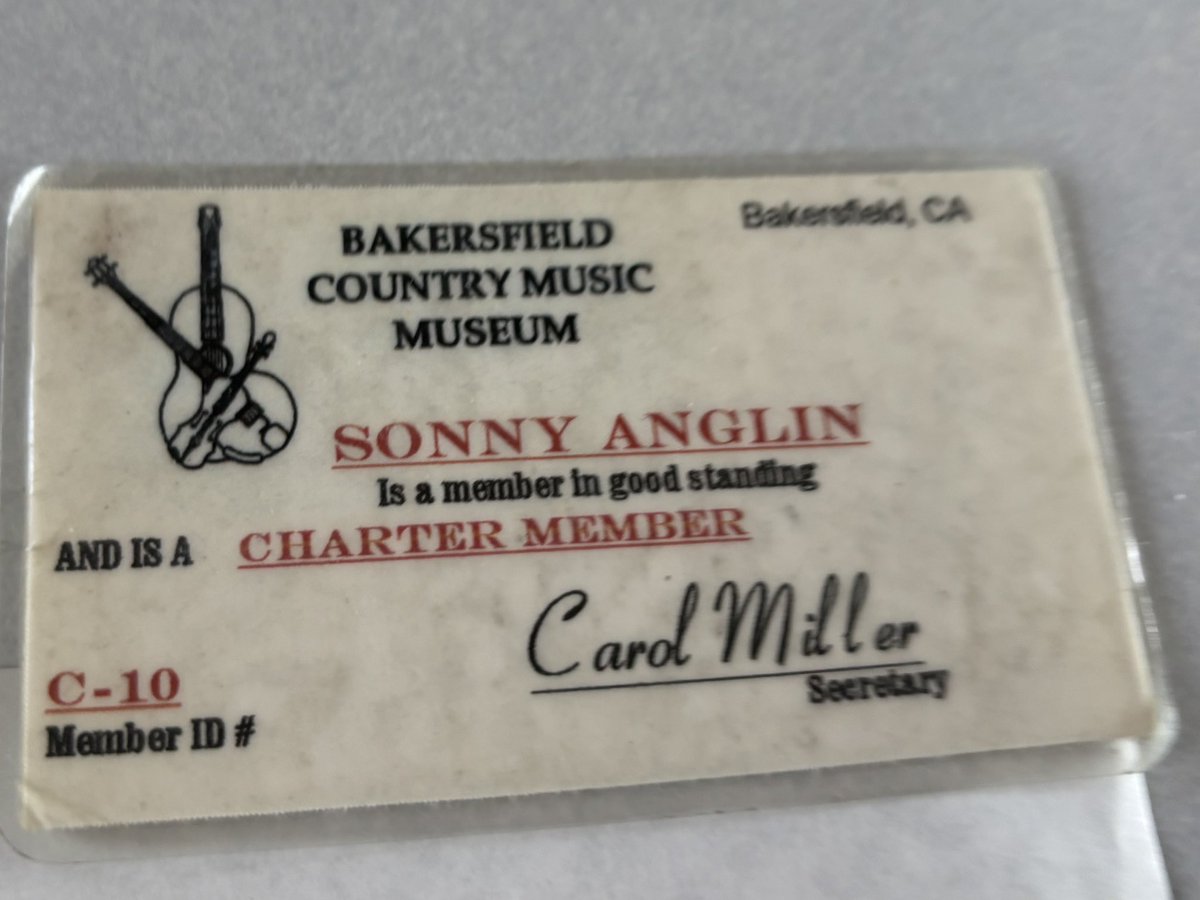 BAKERSFIELD
COUNTRY MUSIC
MUSEUM
Bakersfield, CA
SONNY ANGLIN
Is a member in good standing
AND IS A CHARTER MEMBER
Carol Miller
Secretary
C-10
Member ID #